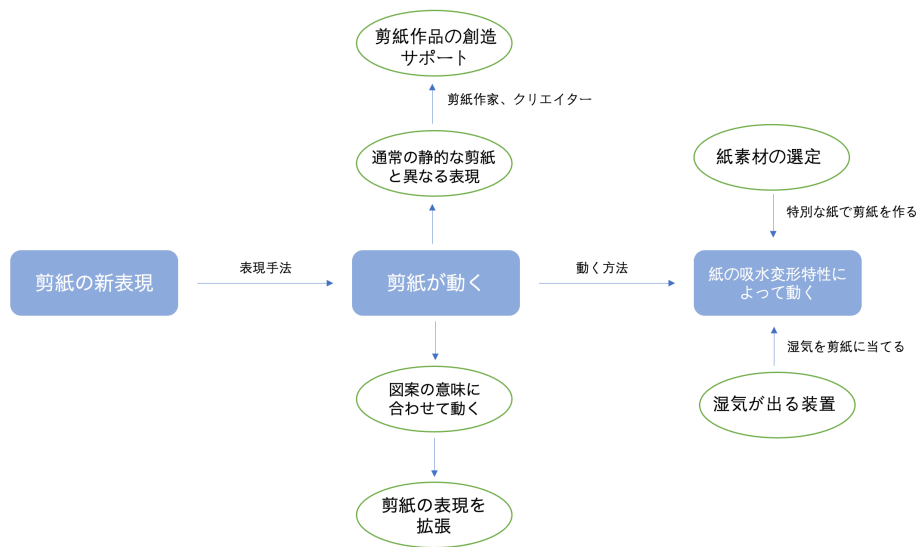 剪紙作品の創造
サポート
剪紙作家、クリエイター
通常の静的な剪紙
と異なる表現
紙素材の選定
特別な紙で剪紙を作る
剪紙の新表現
表現手法
剪紙が動く
動く方法
紙の吸水変形特性に
よって動く
湿気を剪紙に当てる
図案の意味に
合わせて動く
湿気が出る装置
剪紙の表現を
拡張